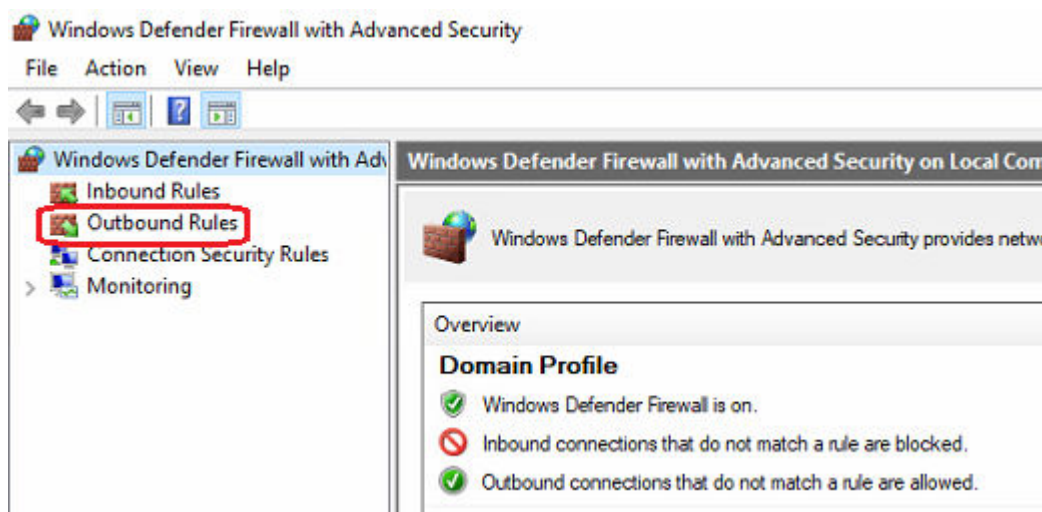 Windows Defender Firewall with Advanced Security
File Action View Help
Windows Defender Firewall with Adv
Inbound Rules
Outbound Rules
Connection Security Rules
Monitoring
Windows Defender Firewall with Advanced Security on Local Com
Windows Defender Firewall with Advanced Security provides netw
Overview
Domain Profile
Windows Defender Firewall is on.
Inbound connections that do not match a rule are blocked.
Outbound connections that do not match a rule are allowed.